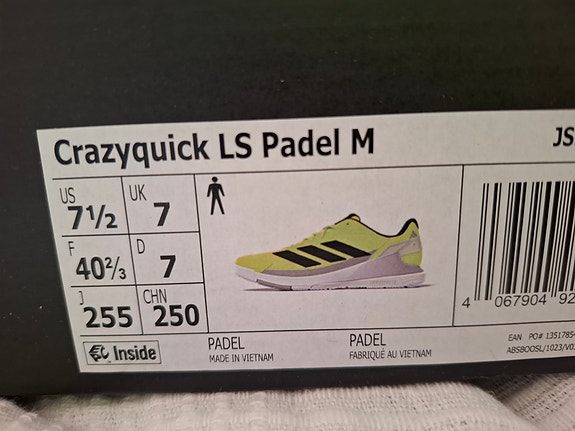 Crazyquick LS Padel M
US 7½ UK 7
F 40⅔ D 7
J 255 CHN 250
Inside
PADEL
MADE IN VIETNAM
PADEL
FABRIQUÉ AU VIETNAM
4 067904 92
EAN PO#